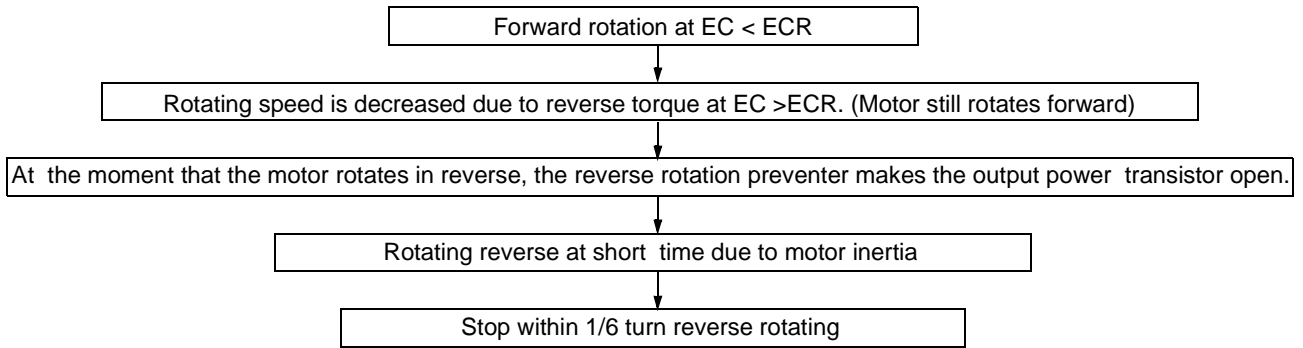 Forward rotation at EC < ECR
Rotating speed is decreased due to reverse torque at EC >ECR. (Motor still rotates forward)
At the moment that the motor rotates in reverse, the reverse rotation preventer makes the output power transistor open.
Rotating reverse at short time due to motor inertia
Stop within 1/6 turn reverse rotating